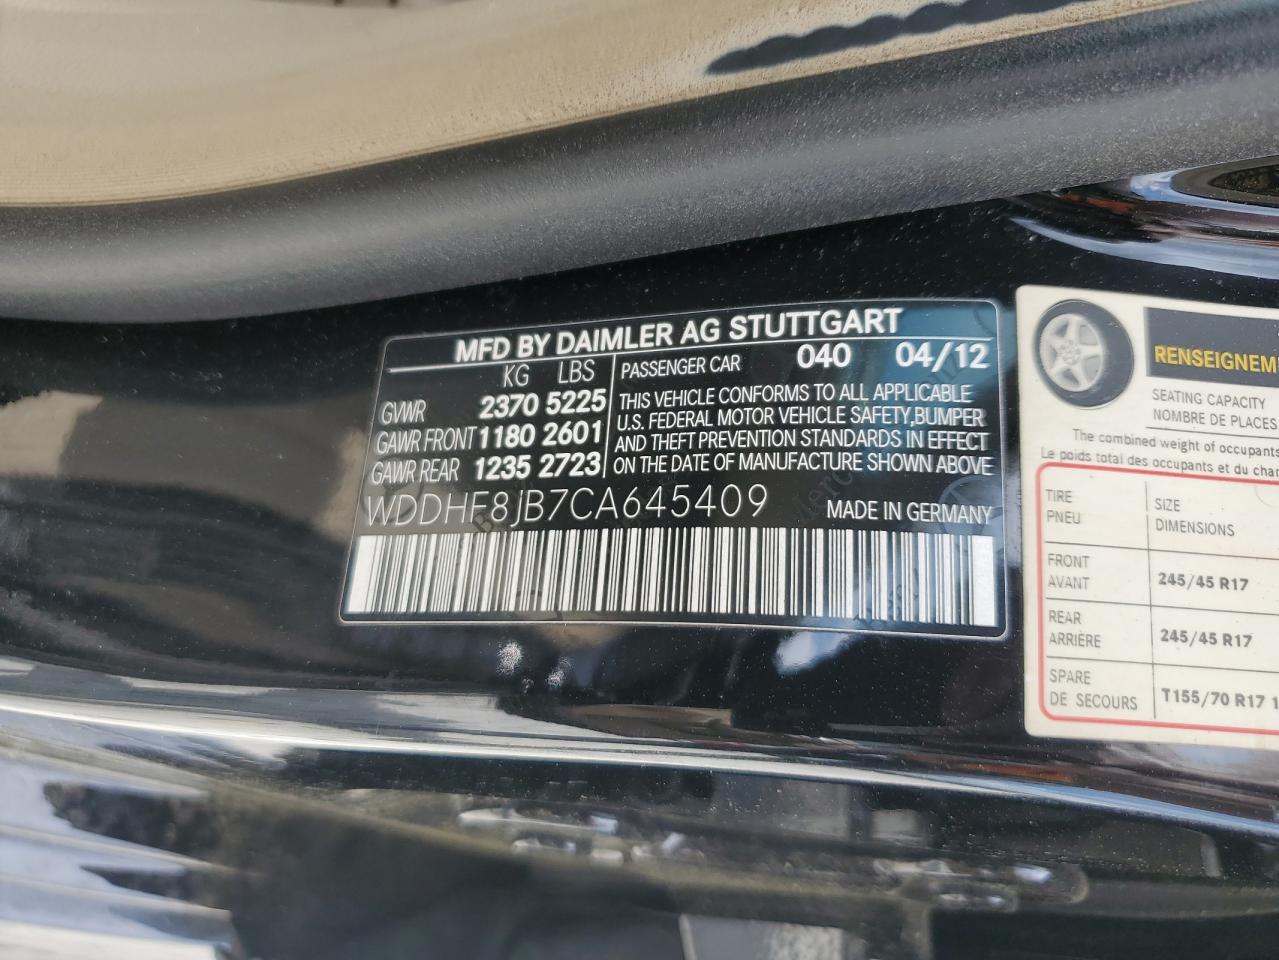 MFD BY DAIMLER AG STUTTGART
KG LBS
GVWR 2370 5225
GAWR FRONT 1180 2601
GAWR REAR 1235 2723
PASSENGER CAR 040 04/12
THIS VEHICLE CONFORMS TO ALL APPLICABLE
U.S. FEDERAL MOTOR VEHICLE SAFETY,BUMPER
AND THEFT PREVENTION STANDARDS IN EFFECT
ON THE DATE OF MANUFACTURE SHOWN ABOVE
WDDHF8JB7CA645409 MADE IN GERMANY
SEATING CAPACITY
NOMBRE DE PLACES
The combined weight of occupants
Le poids total des occupants et du
TIRE
PNEU
SIZE
DIMENSIONS
FRONT
AVANT
245/45 R17
REAR
ARRIÈRE
245/45 R17
SPARE
DE SECOURS
T155/70 R17